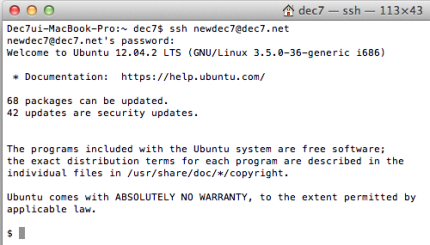 dec7 — ssh — 113×43
Dec7ui-MacBook-Pro:~ dec7$ ssh newdec7@dec7.net
newdec7@dec7.net's password:
Welcome to Ubuntu 12.04.2 LTS (GNU/Linux 3.5.0-36-generic i686)
* Documentation:  https://help.ubuntu.com/
68 packages can be updated.
42 updates are security updates.
The programs included with the Ubuntu system are free software;
the exact distribution terms for each program are described in the
individual files in /usr/share/doc/*/copyright.
Ubuntu comes with ABSOLUTELY NO WARRANTY, to the extent permitted by
applicable law.
$